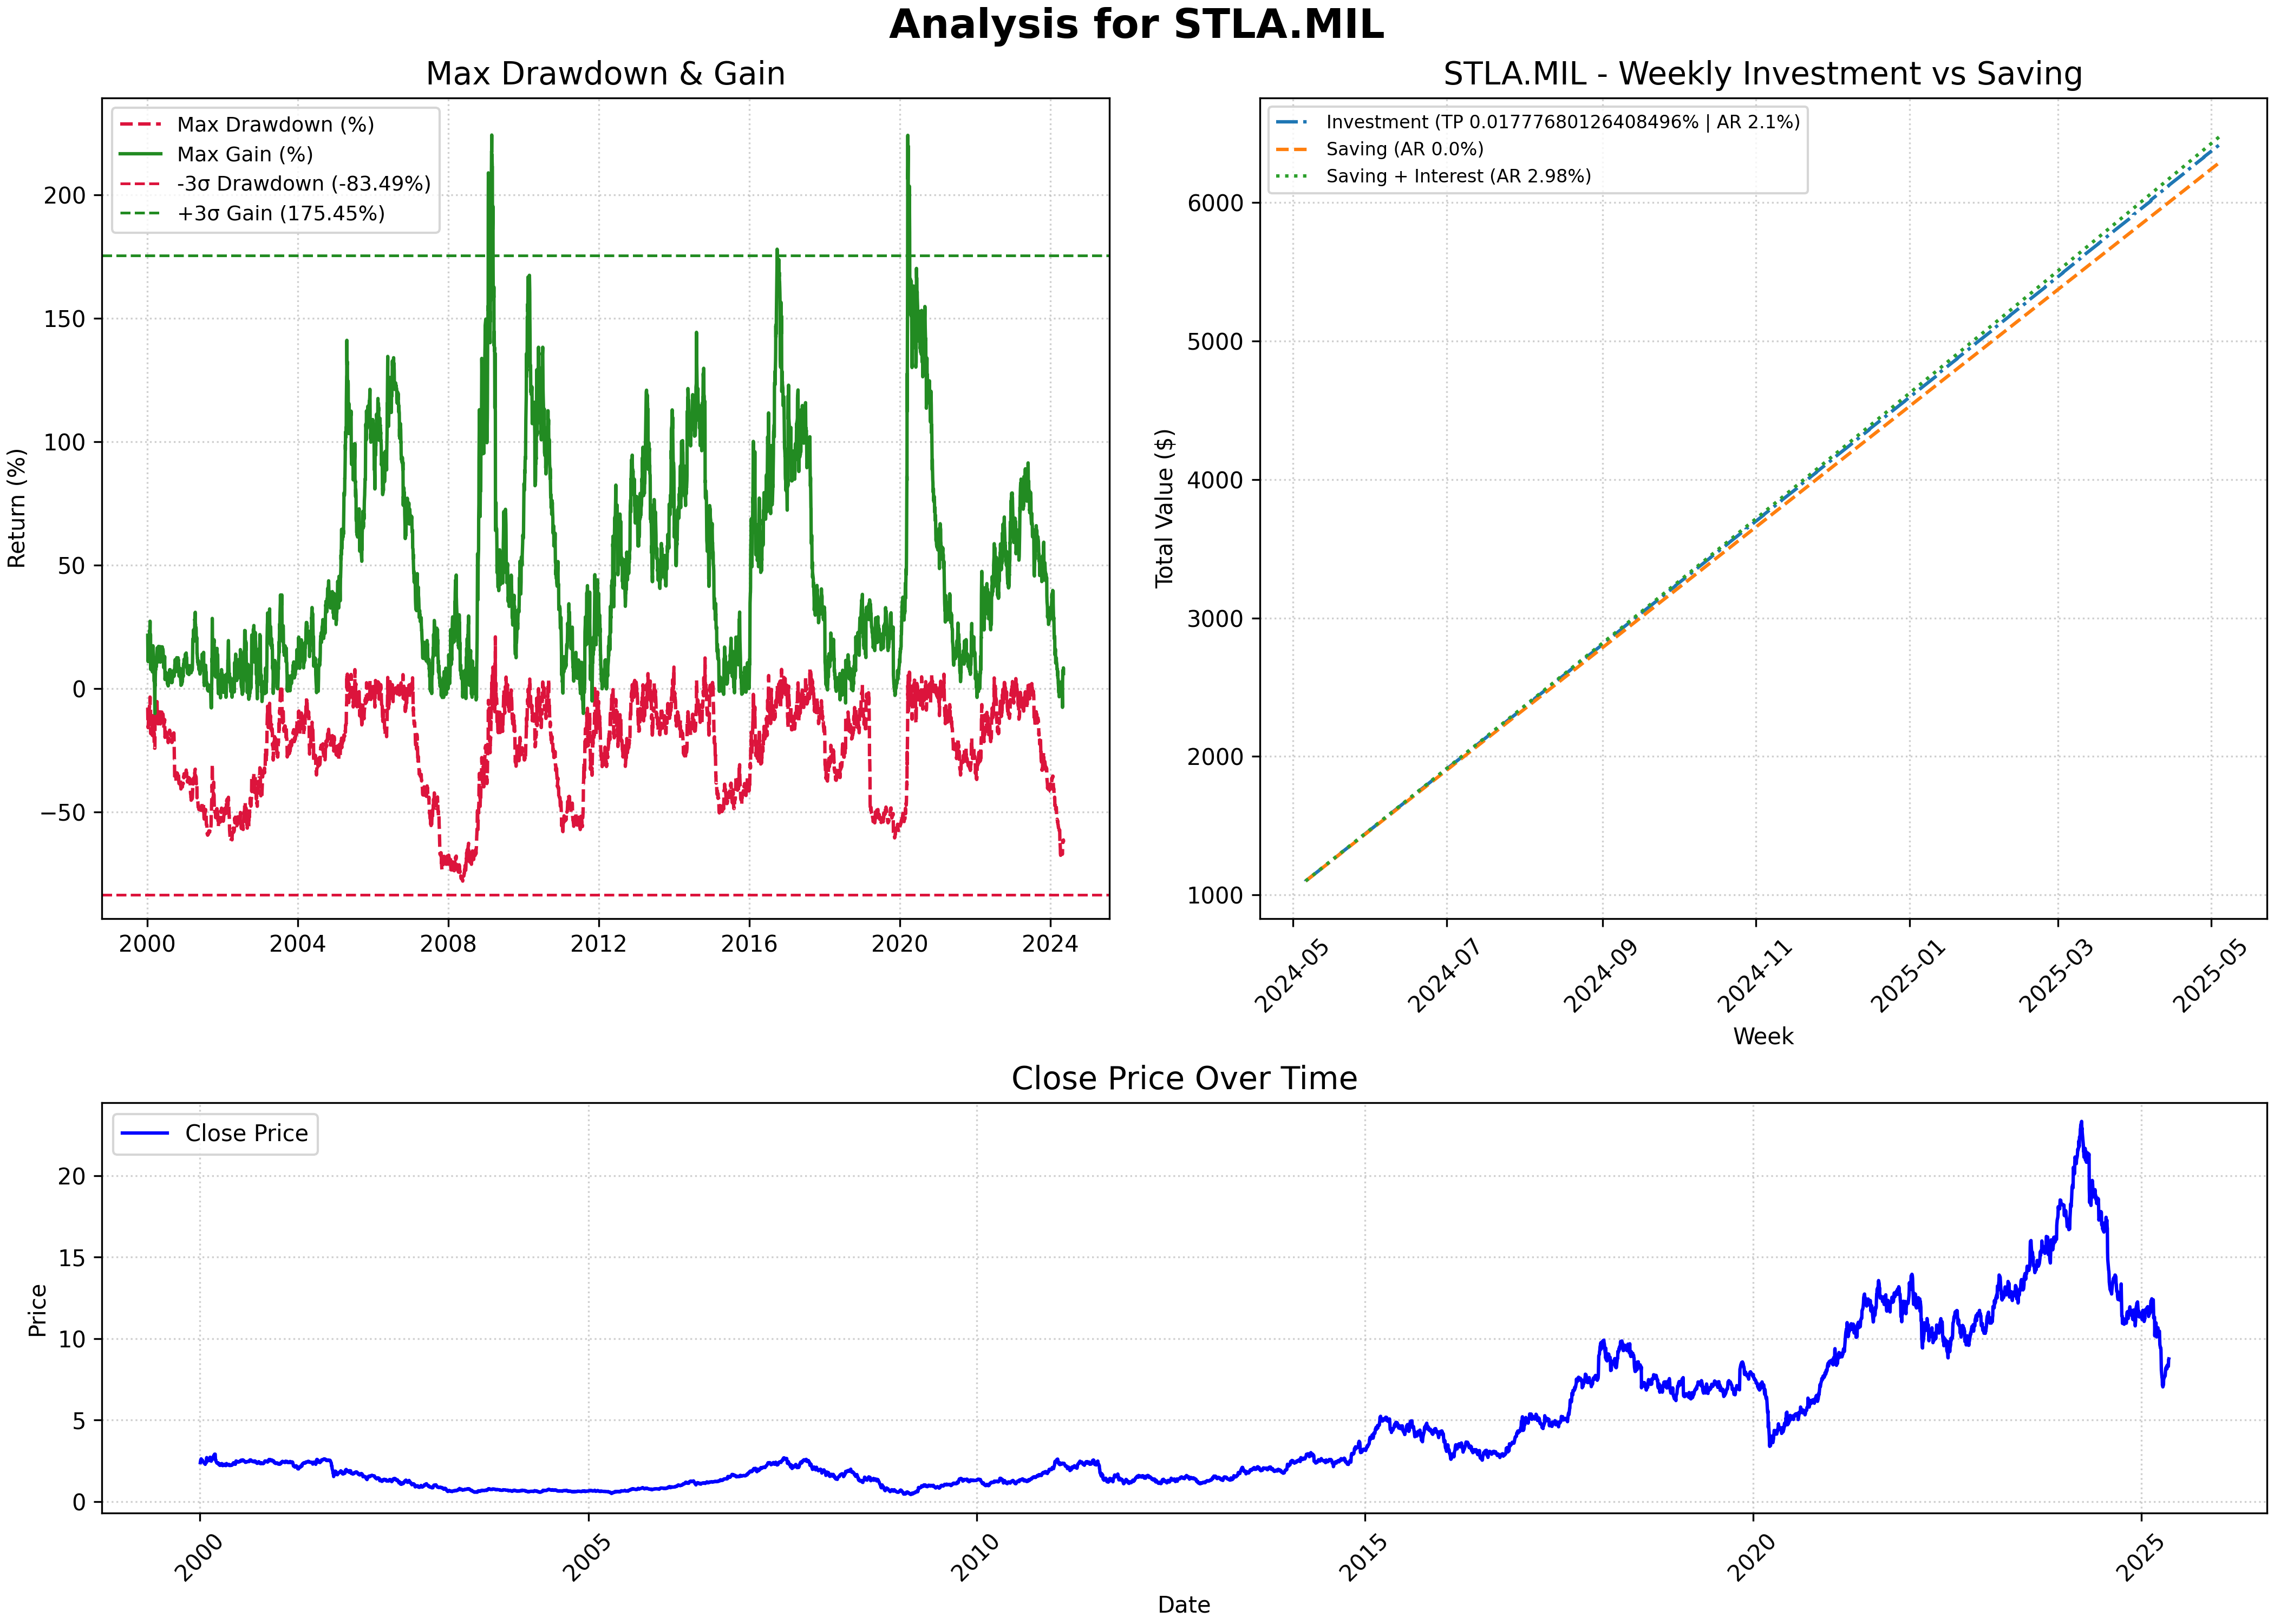 Analysis for STLA.MIL
Max Drawdown & Gain
Max Drawdown (%)
Max Gain (%)
-3σ Drawdown (-83.49%)
+3σ Gain (175.45%)
Return (%)
200
150
100
50
0
−50
2000 2004 2008 2012 2016 2020 2024
STLA.MIL - Weekly Investment vs Saving
Investment (TP 0.01777680126408496% | AR 2.1%)
Saving (AR 0.0%)
Saving + Interest (AR 2.98%)
Total Value ($)
6000
5000
4000
3000
2000
1000
2024-05 2024-07 2024-09 2024-11 2025-01 2025-03 2025-05
Week
Close Price Over Time
Close Price
Price
20
15
10
5
0
2000 2005 2010 2015 2020 2025
Date